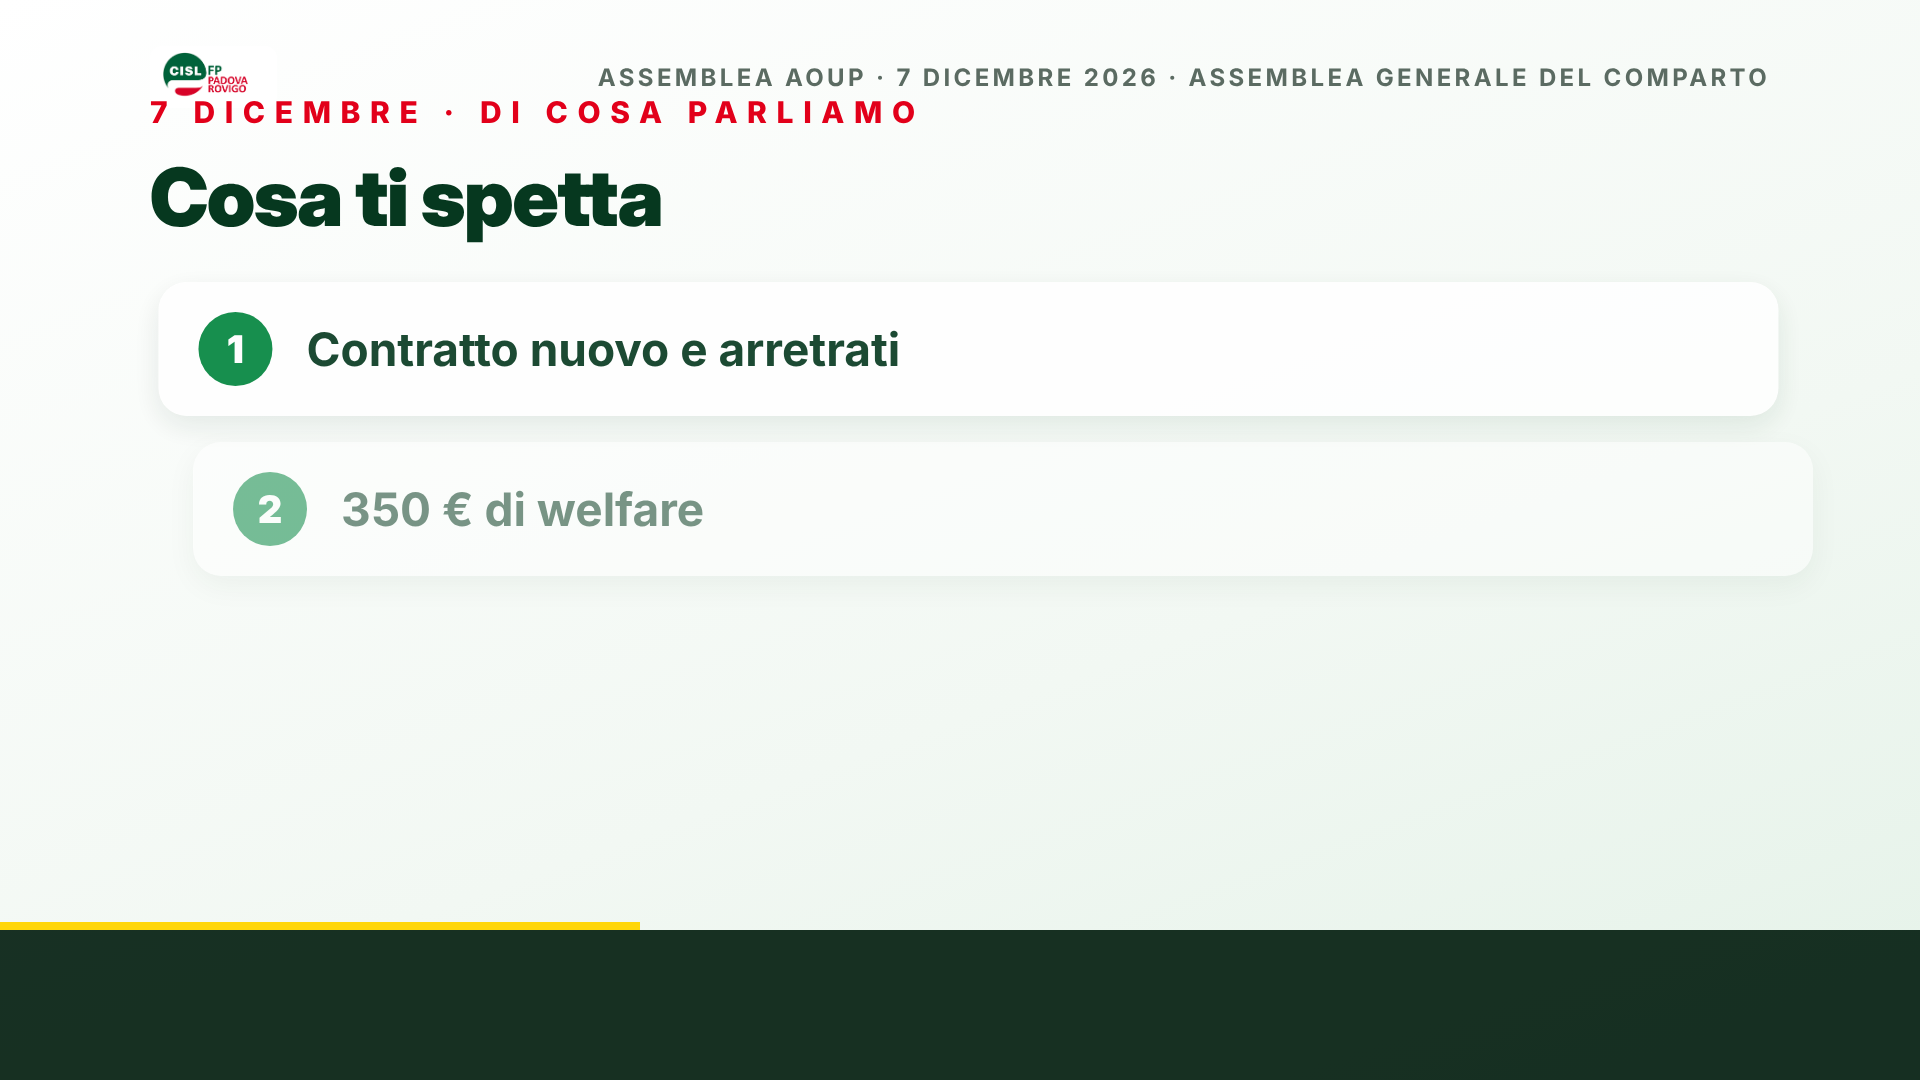 CISL FP
PADOVA
ROVIGO
ASSEMBLEA AOUP · 7 DICEMBRE 2026 · ASSEMBLEA GENERALE DEL COMPARTO
7 DICEMBRE · DI COSA PARLIAMO
Cosa ti spetta
1 Contratto nuovo e arretrati
2 350 € di welfare